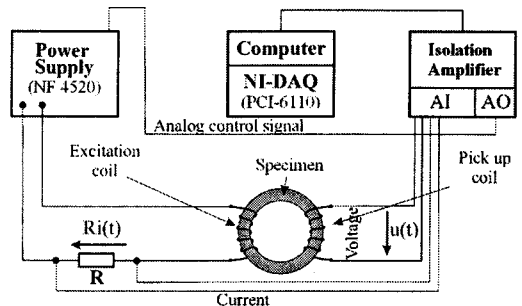 Power
Supply
(NF 4520)
Computer
NI-DAQ
(PCI-6110)
Isolation
Amplifier
AI
AO
Analog control signal
Excitation
coil
Specimen
Pick up
coil
Ri(t)
Voltage
u(t)
R
Current